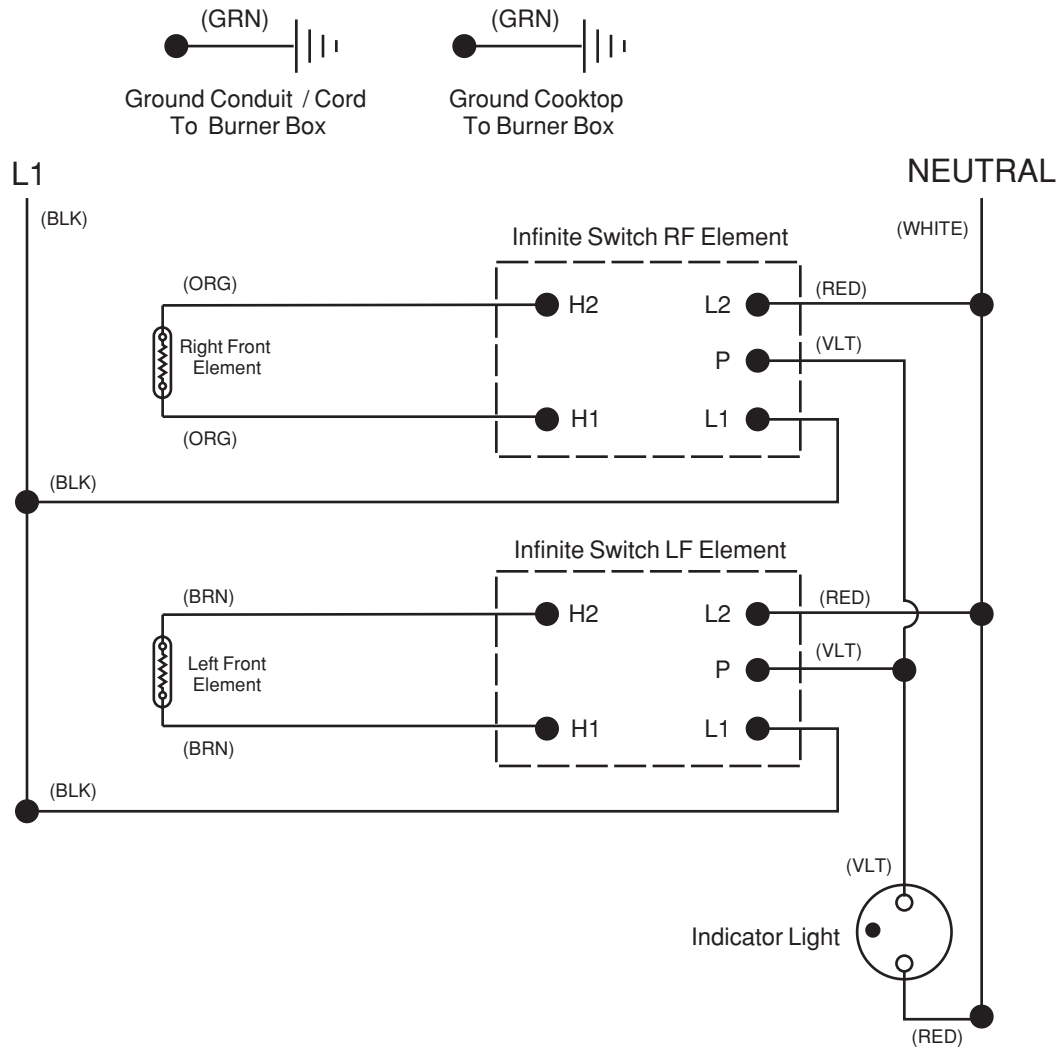 (GRN)
(GRN)
Ground Conduit / Cord
To Burner Box
Ground Cooktop
To Burner Box
L1
NEUTRAL
(BLK)
(WHITE)
Infinite Switch RF Element
(ORG)
H2
L2
(RED)
Right Front
Element
P
(VLT)
H1
L1
(ORG)
(BLK)
Infinite Switch LF Element
(BRN)
H2
L2
(RED)
Left Front
Element
P
(VLT)
H1
L1
(BRN)
(BLK)
(VLT)
Indicator Light
(RED)